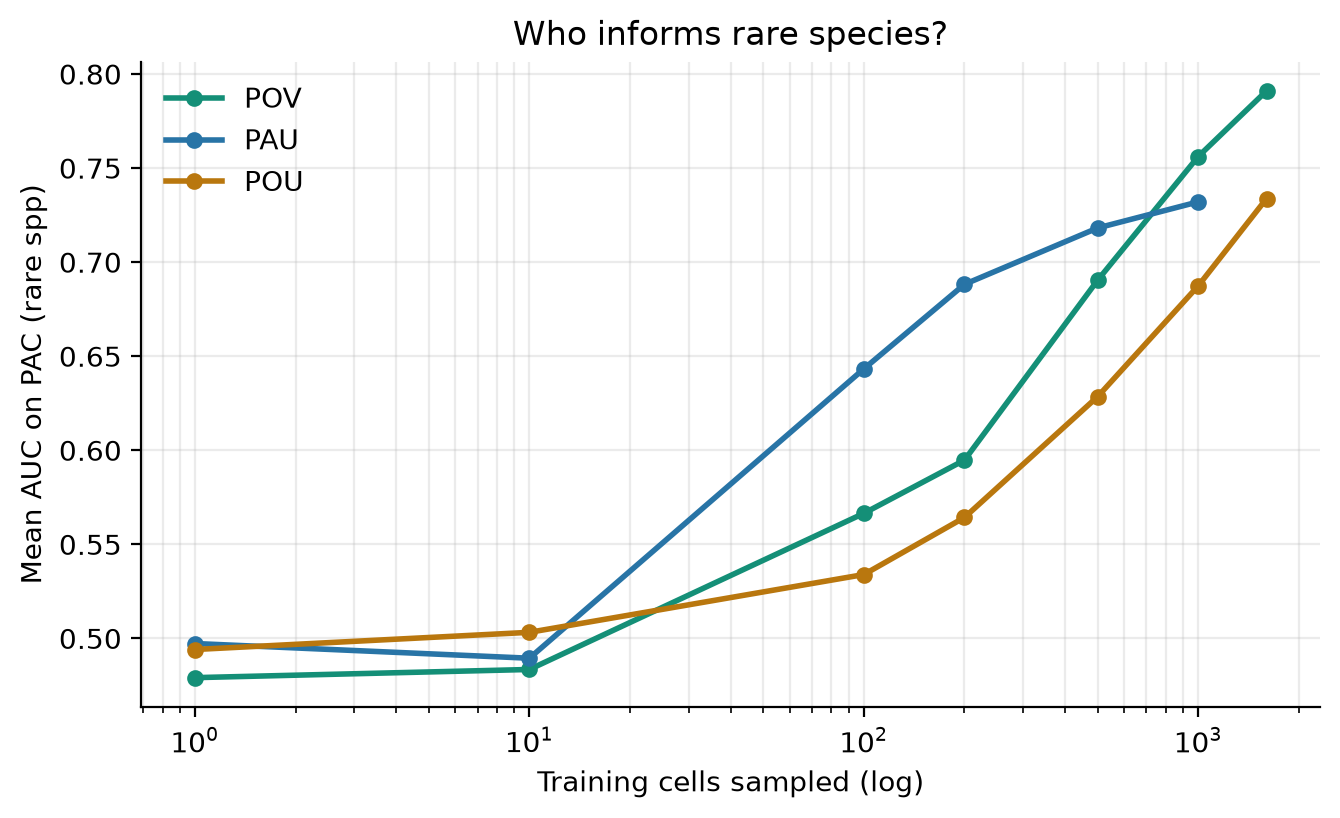 Who informs rare species?
POV
PAU
POU
Mean AUC on PAC (rare spp)
0.80
0.75
0.70
0.65
0.60
0.55
0.50
10⁰ 10¹ 10² 10³
Training cells sampled (log)